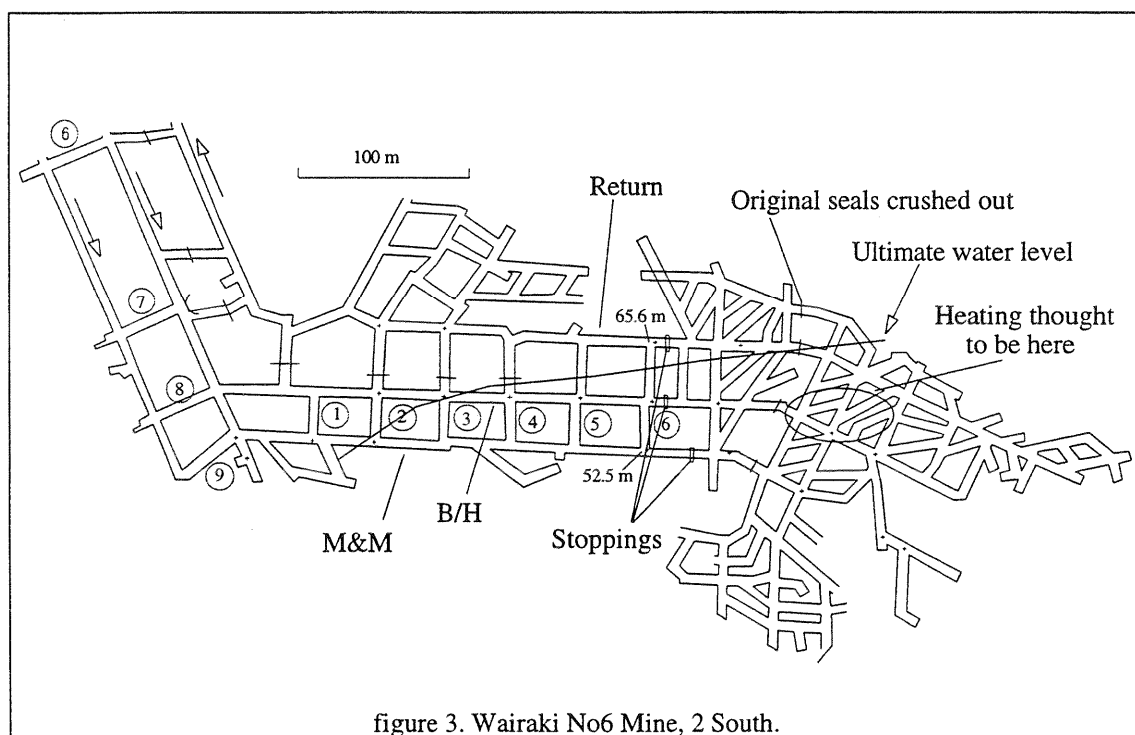 6
100 m
Return
Original seals crushed out
Ultimate water level
7
65.6 m
Heating thought
to be here
8
1
2
3
4
5
6
9
52.5 m
B/H
M&M
Stoppings
figure 3. Wairaki No6 Mine, 2 South.